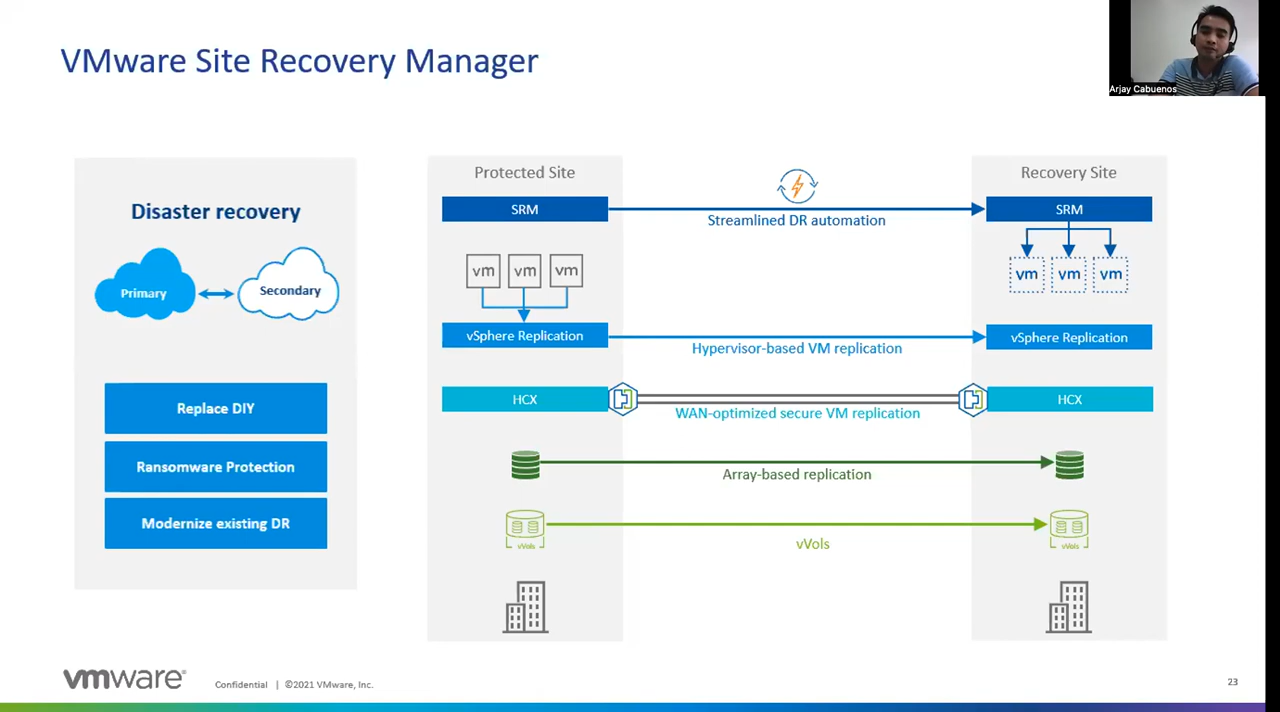 VMware Site Recovery Manager
Arjay Cabuenos
Disaster recovery
Primary
Secondary
Replace DIY
Ransomware Protection
Modernize existing DR
Protected Site
Recovery Site
SRM
Streamlined DR automation
SRM
vm vm vm
vm vm vm
vSphere Replication
Hypervisor-based VM replication
vSphere Replication
HCX
WAN-optimized secure VM replication
HCX
Array-based replication
vVols
vVols
vVols
vmware®
Confidential | ©2021 VMware, Inc.
23